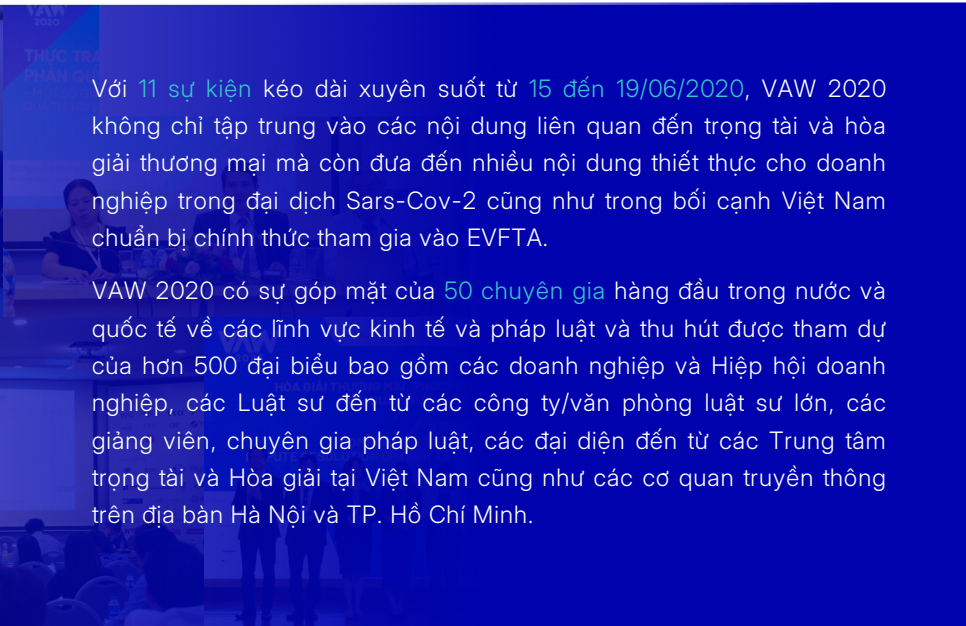 VAW
2020
THỰC TRẠ
PHÁN QU
Với 11 sự kiện kéo dài xuyên suốt từ 15 đến 19/06/2020, VAW 2020
không chỉ tập trung vào các nội dung liên quan đến trọng tài và hòa
giải thương mại mà còn đưa đến nhiều nội dung thiết thực cho doanh
nghiệp trong đại dịch Sars-Cov-2 cũng như trong bối cảnh Việt Nam
chuẩn bị chính thức tham gia vào EVFTA.
VAW 2020 có sự góp mặt của 50 chuyên gia hàng đầu trong nước và
quốc tế về các lĩnh vực kinh tế và pháp luật và thu hút được tham dự
của hơn 500 đại biểu bao gồm các doanh nghiệp và Hiệp hội doanh
nghiệp, các Luật sư đến từ các công ty/văn phòng luật sư lớn, các
giảng viên, chuyên gia pháp luật, các đại diện đến từ các Trung tâm
trọng tài và Hòa giải tại Việt Nam cũng như các cơ quan truyền thông
trên địa bàn Hà Nội và TP. Hồ Chí Minh.